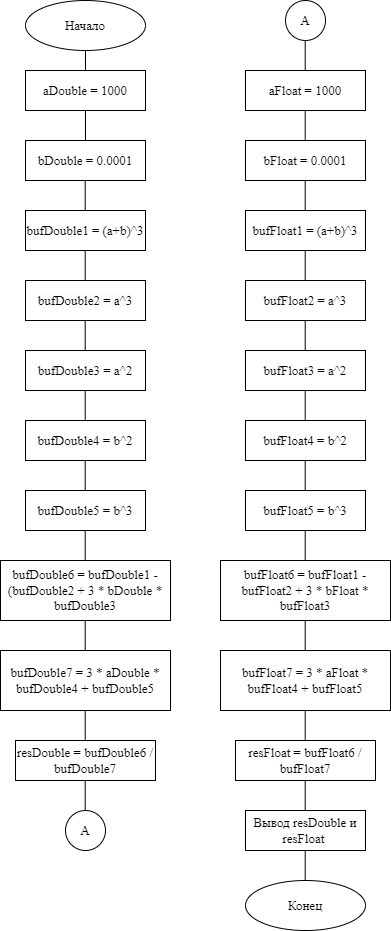 Начало
aDouble = 1000
bDouble = 0.0001
bufDouble1 = (a+b)^3
bufDouble2 = a^3
bufDouble3 = a^2
bufDouble4 = b^2
bufDouble5 = b^3
bufDouble6 = bufDouble1 -
(bufDouble2 + 3 * bDouble *
bufDouble3
bufDouble7 = 3 * aDouble *
bufDouble4 + bufDouble5
resDouble = bufDouble6 /
bufDouble7
A
A
aFloat = 1000
bFloat = 0.0001
bufFloat1 = (a+b)^3
bufFloat2 = a^3
bufFloat3 = a^2
bufFloat4 = b^2
bufFloat5 = b^3
bufFloat6 = bufFloat1 -
bufFloat2 + 3 * bFloat *
bufFloat3
bufFloat7 = 3 * aFloat *
bufFloat4 + bufFloat5
resFloat = bufFloat6 /
bufFloat7
Вывод resDouble и
resFloat
Конец